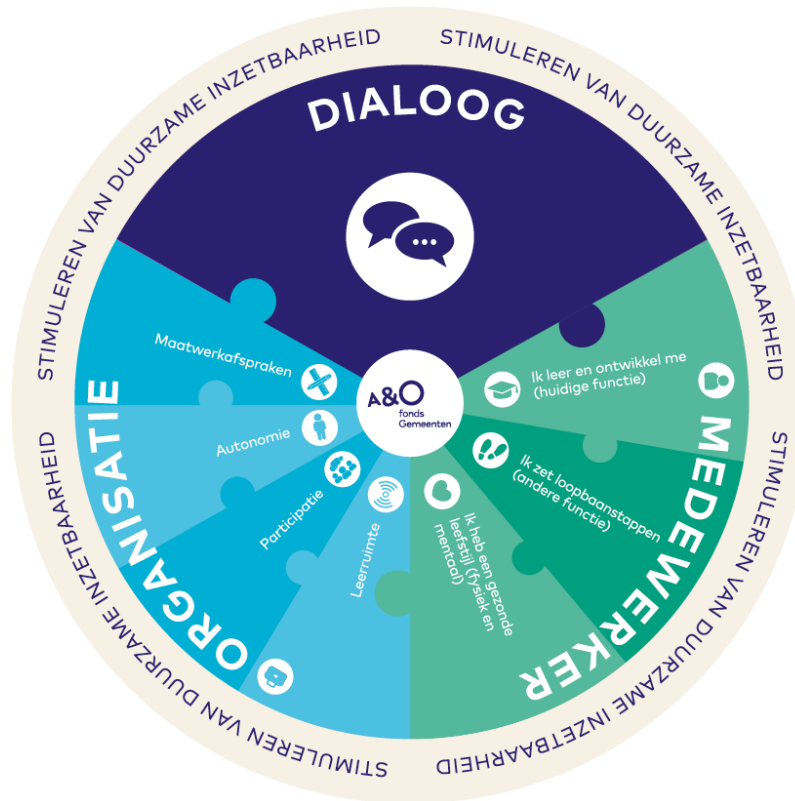 STIMULEREN VAN DUURZAME INZETBAARHEID
STIMULEREN VAN DUURZAME INZETBAARHEID
DIALOOG
Maatwerkafspraken
Autonomie
Participatie
Leerruimte
ORGANISATIE
A&O
fonds
Gemeenten
Ik leer en ontwikkel me
(huidige functie)
Ik zet loopbaanstappen
(andere functie)
Ik heb een gezonde
leefstijl (fysiek en
mentaal)
MEDEWERKER
STIMULEREN VAN DUURZAME INZETBAARHEID
STIMULEREN VAN DUURZAME INZETBAARHEID